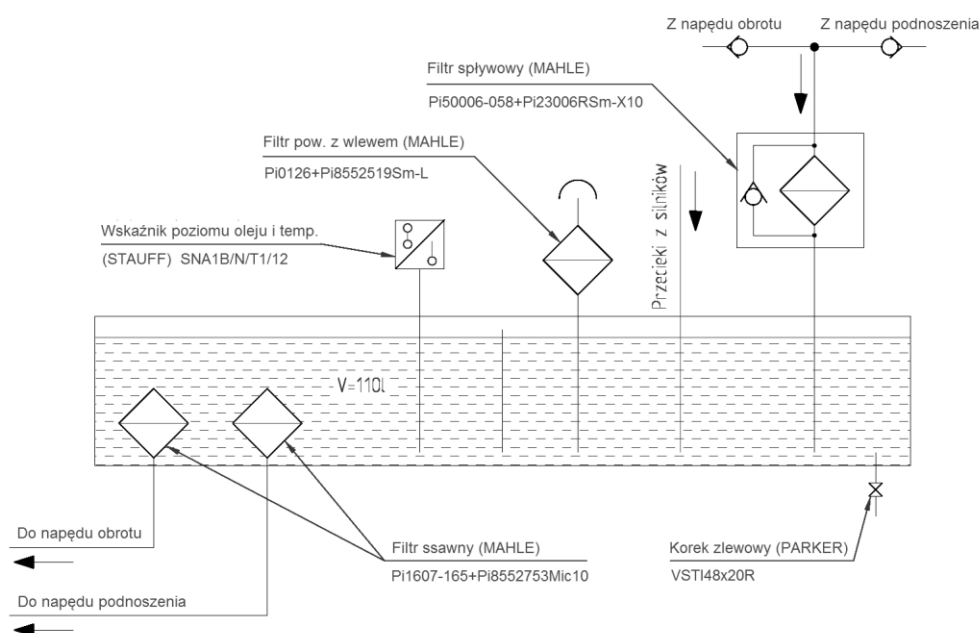 Z napędu obrotu
Z napędu podnoszenia
Filtr spływowy (MAHLE)
Pi50006-058+Pi23006RSm-X10
Filtr pow. z wlewem (MAHLE)
Pi0126+Pi8552519Sm-L
Przecieki z silników
Wskaźnik poziomu oleju i temp.
(STAUFF) SNA1B/N/T1/12
V=110l
Do napędu obrotu
Filtr ssawny (MAHLE)
Pi1607-165+Pi8552753Mic10
Korek zlewowy (PARKER)
VSTI48x20R
Do napędu podnoszenia